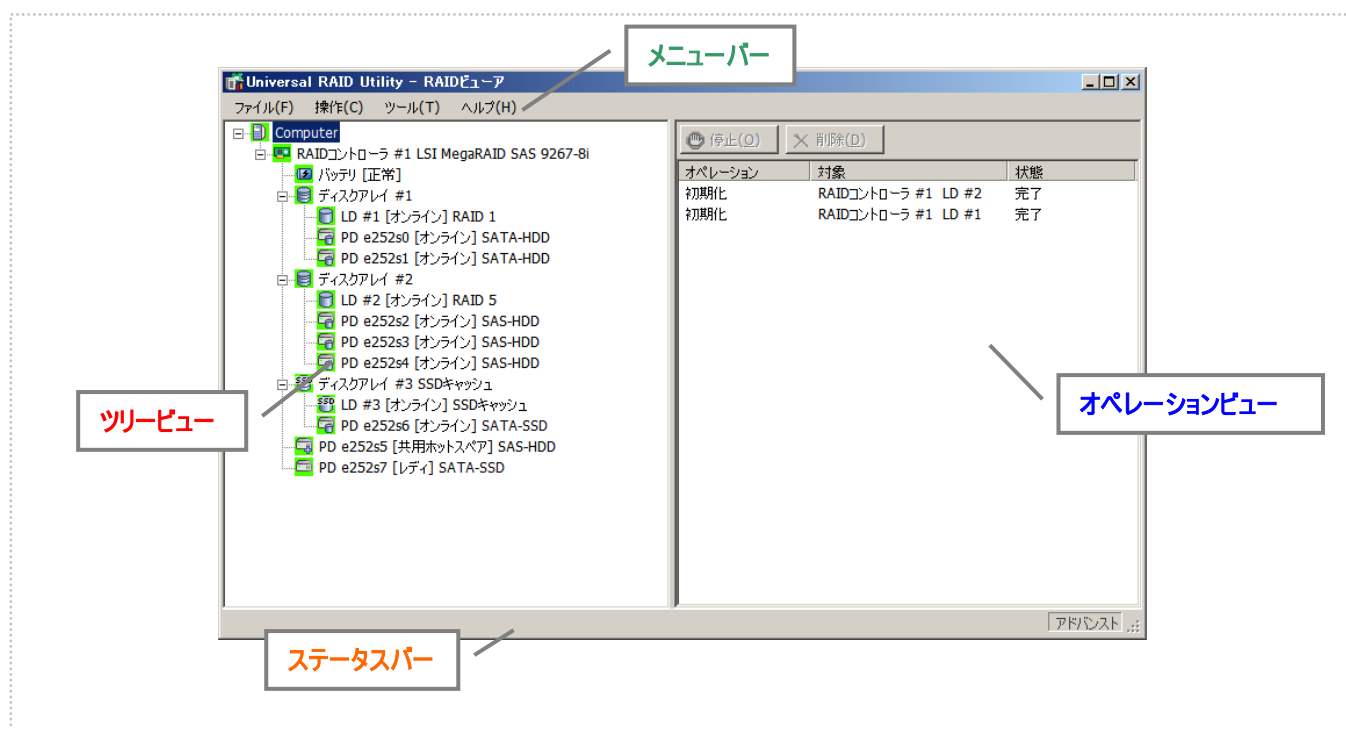 メニューバー
Universal RAID Utility - RAIDビューア
ファイル(F) 操作(C) ツール(T) ヘルプ(H)
Computer
RAIDコントローラ #1 LSI MegaRAID SAS 9267-8i
バッテリ [正常]
ディスクアレイ #1
LD #1 [オンライン] RAID 1
PD e252s0 [オンライン] SATA-HDD
PD e252s1 [オンライン] SATA-HDD
ディスクアレイ #2
LD #2 [オンライン] RAID 5
PD e252s2 [オンライン] SAS-HDD
PD e252s3 [オンライン] SAS-HDD
PD e252s4 [オンライン] SAS-HDD
ディスクアレイ #3 SSDキャッシュ
LD #3 [オンライン] SSDキャッシュ
PD e252s6 [オンライン] SATA-SSD
PD e252s5 [共用ホットスペア] SAS-HDD
PD e252s7 [レディ] SATA-SSD
停止(O) 削除(D)
オペレーション 対象 状態
初期化 RAIDコントローラ #1 LD #2 完了
初期化 RAIDコントローラ #1 LD #1 完了
ツリービュー
オペレーションビュー
アドバンスト
ステータスバー